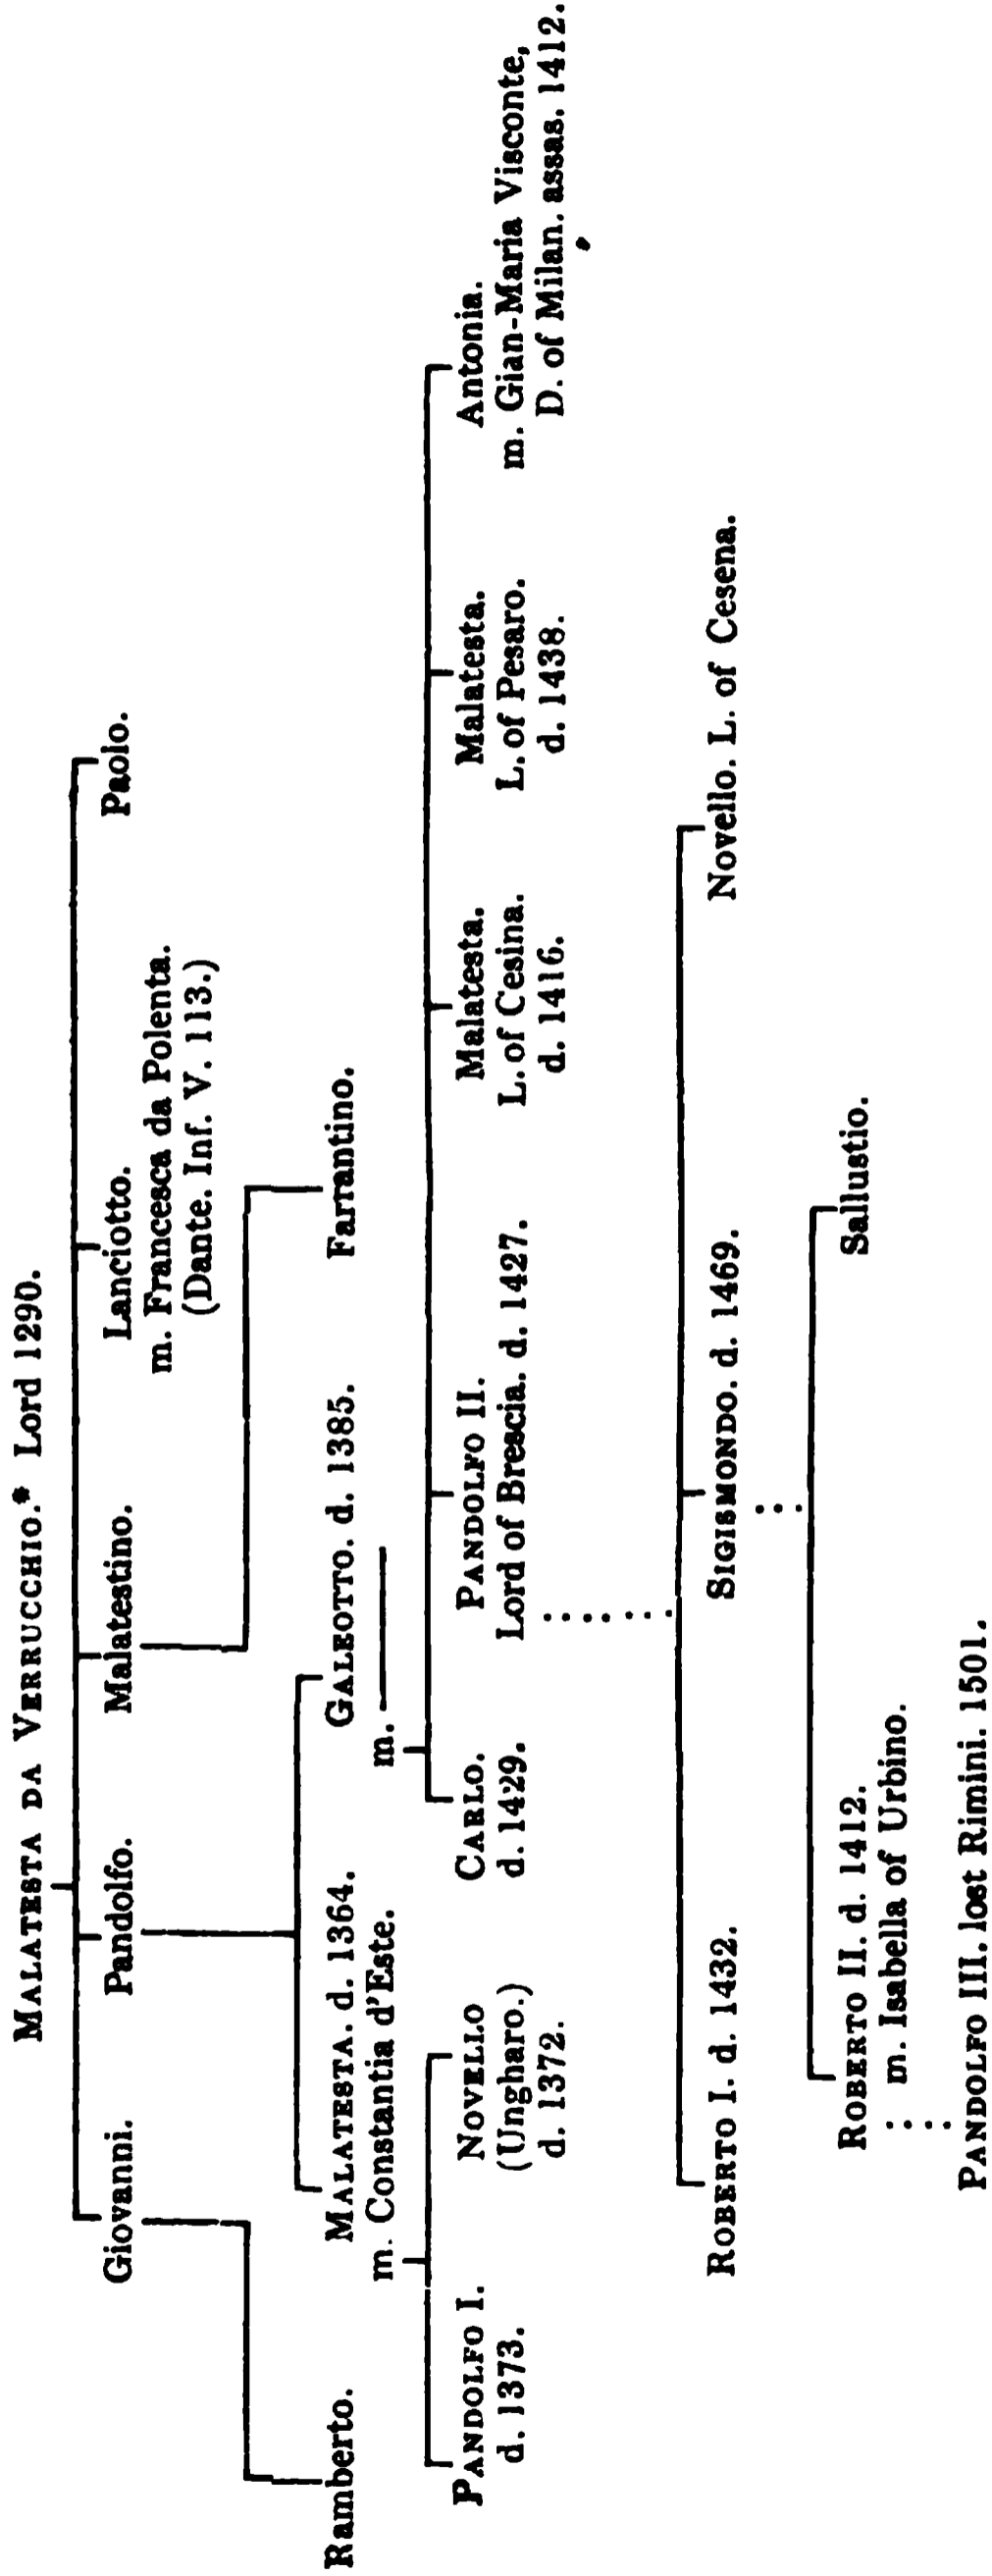 MALATESTA DA VERRUCCHIO.* Lord 1290.
Giovanni. Pandolfo. Malatestino. Lanciotto. Paolo.
m. Francesca da Polenta.
(Dante. Inf. V. 113.)
Ramberto. MALATESTA. d. 1364. GALEOTTO. d. 1385. Farrantino.
m. Constantia d'Este. m. ———
PANDOLFO I. NOVELLO CARLO. PANDOLFO II. Malatesta. Malatesta. Antonia.
d. 1373. (Ungharo.) d. 1429. Lord of Brescia. d. 1427. L. of Cesina. L. of Pesaro. m. Gian-Maria Visconte,
d. 1372. d. 1416. d. 1438. D. of Milan. assas. 1412.
ROBERTO I. d. 1432. SIGISMONDO. d. 1469. Novello. L. of Cesena.
ROBERTO II. d. 1412. Sallustio.
m. Isabella of Urbino.
PANDOLFO III. lost Rimini. 1501.